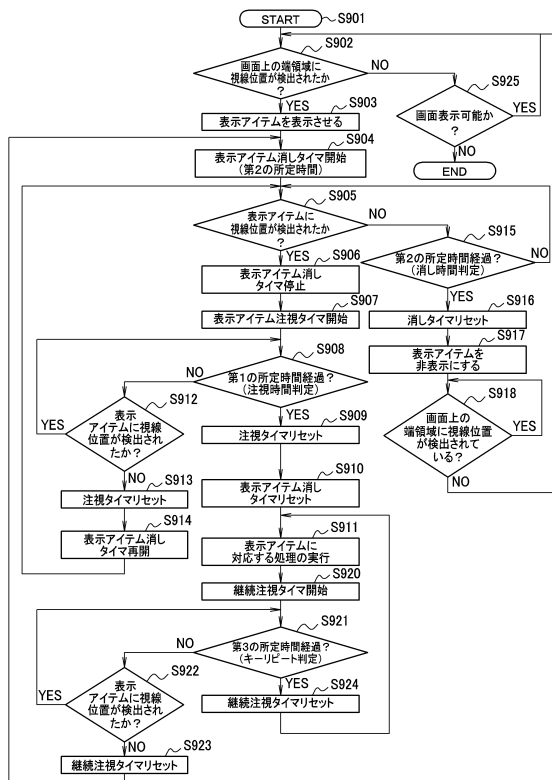 START
S901
S902
画面上の端領域に
視線位置が検出されたか
？
NO
YES
S925
画面表示可能か
？
YES
NO
END
S903
表示アイテムを表示させる
S904
表示アイテム消しタイマ開始
(第2の所定時間)
S905
表示アイテムに
視線位置が検出されたか
？
NO
YES
S906
表示アイテム消し
タイマ停止
S907
表示アイテム注視タイマ開始
S915
第2の所定時間経過？
(消し時間判定)
NO
YES
S916
消しタイマリセット
S917
表示アイテムを
非表示にする
S918
画面上の
端領域に視線位置
が検出されて
いる？
YES
NO
S908
第1の所定時間経過？
(注視時間判定)
NO
YES
S912
表示
アイテムに視線
位置が検出され
たか？
YES
NO
S913
注視タイマリセット
S914
表示アイテム消し
タイマ再開
S909
注視タイマリセット
S910
表示アイテム消し
タイマリセット
S911
表示アイテムに
対応する処理の実行
S920
継続注視タイマ開始
S921
第3の所定時間経過？
(キーリピート判定)
NO
YES
S922
表示
アイテムに視線
位置が検出され
たか？
YES
NO
S923
継続注視タイマリセット
S924
継続注視タイマリセット